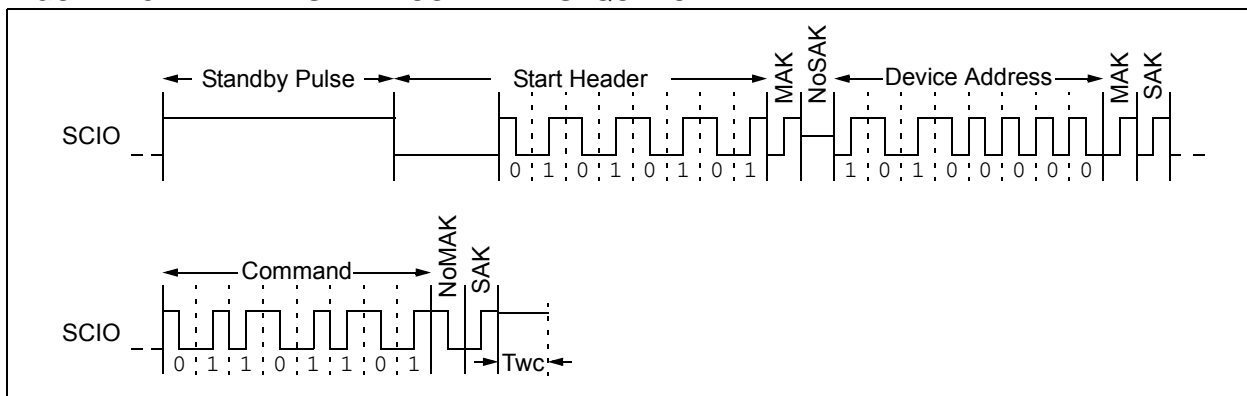 Standby Pulse Start Header MAK NoSAK Device Address MAK SAK
SCIO
0 1 0 1 0 1 0 1 1 0 1 0 0 0 0 0
Command NoMAK SAK
SCIO
0 1 1 0 1 1 0 1 Twc